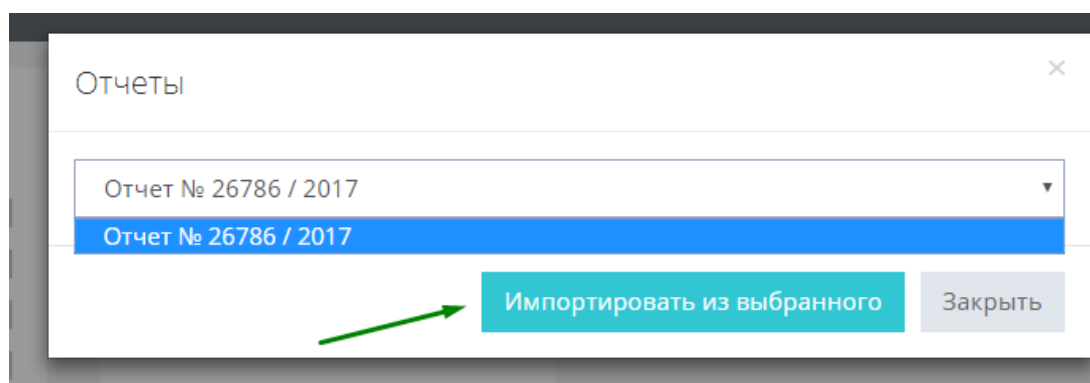 Отчеты
Отчет № 26786 / 2017
Отчет № 26786 / 2017
Импортировать из выбранного
Закрыть